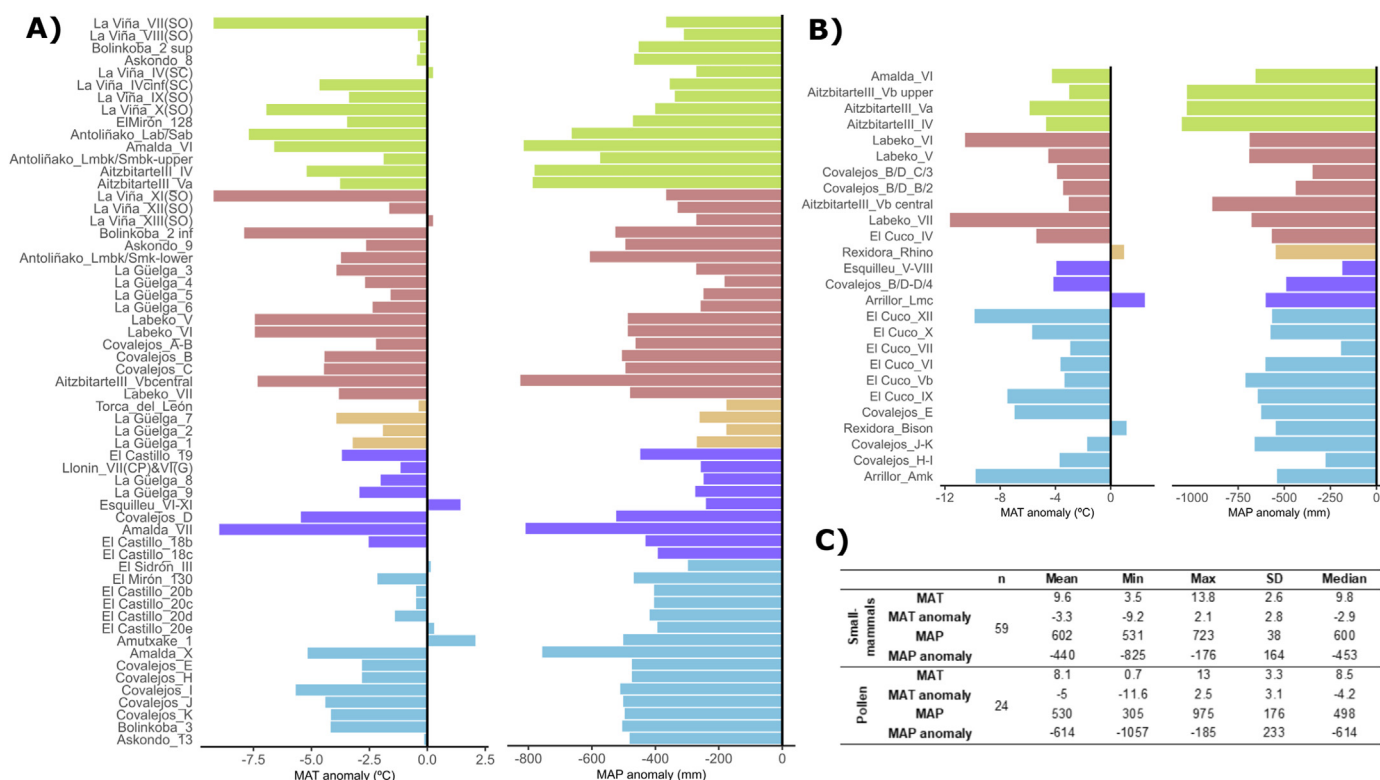 A)
La Viña_VII(SO)
La Viña_VIII(SO)
Bolinkoba_2 sup
Askondo_8
La Viña_IV(SC)
La Viña_IVcinf(SC)
La Viña_IX(SO)
La Viña_X(SO)
ElMirón_128
Antoliñako_Lab/Sab
Amalda_VI
Antoliñako_Lmbk/Smbk-upper
AitzbitarteIII_IV
AitzbitarteIII_Va
La Viña_XI(SO)
La Viña_XII(SO)
La Viña_XIII(SO)
Bolinkoba_2 inf
Askondo_9
Antoliñako_Lmbk/Smk-lower
La Güelga_3
La Güelga_4
La Güelga_5
La Güelga_6
Labeko_V
Labeko_VI
Covalejos_A-B
Covalejos_B
Covalejos_C
AitzbitarteIII_Vbcentral
Labeko_VII
Torca_del_León
La Güelga_7
La Güelga_2
La Güelga_1
El Castillo_19
Llonin_VII(CP)&VI(G)
La Güelga_8
La Güelga_9
Esquilleu_VI-XI
Covalejos_D
Amalda_VII
El Castillo_18b
El Castillo_18c
El Sidrón_III
El Mirón_130
El Castillo_20b
El Castillo_20c
El Castillo_20d
El Castillo_20e
Amutxake_1
Amalda_X
Covalejos_E
Covalejos_H
Covalejos_I
Covalejos_J
Covalejos_K
Bolinkoba_3
Askondo_13
-7.5 -5.0 -2.5 0.0 2.5
MAT anomaly (ºC)
-800 -600 -400 -200 0
MAP anomaly (mm)
B)
Amalda_VI
AitzbitarteIII_Vb upper
AitzbitarteIII_Va
AitzbitarteIII_IV
Labeko_VI
Labeko_V
Covalejos_B/D_C/3
Covalejos_B/D_B/2
AitzbitarteIII_Vb central
Labeko_VII
El Cuco_IV
Rexidora_Rhino
Esquilleu_V-VIII
Covalejos_B/D-D/4
Arrillor_Lmc
El Cuco_XII
El Cuco_X
El Cuco_VII
El Cuco_VI
El Cuco_Vb
El Cuco_IX
Covalejos_E
Rexidora_Bison
Covalejos_J-K
Covalejos_H-I
Arrillor_Amk
-12 -8 -4 0
MAT anomaly (ºC)
-1000 -750 -500 -250 0
MAP anomaly (mm)
C)
n Mean Min Max SD Median
Small-mammals
59
MAT 9.6 3.5 13.8 2.6 9.8
MAT anomaly -3.3 -9.2 2.1 2.8 -2.9
MAP 602 531 723 38 600
MAP anomaly -440 -825 -176 164 -453
Pollen
24
MAT 8.1 0.7 13 3.3 8.5
MAT anomaly -5 -11.6 2.5 3.1 -4.2
MAP 530 305 975 176 498
MAP anomaly -614 -1057 -185 233 -614